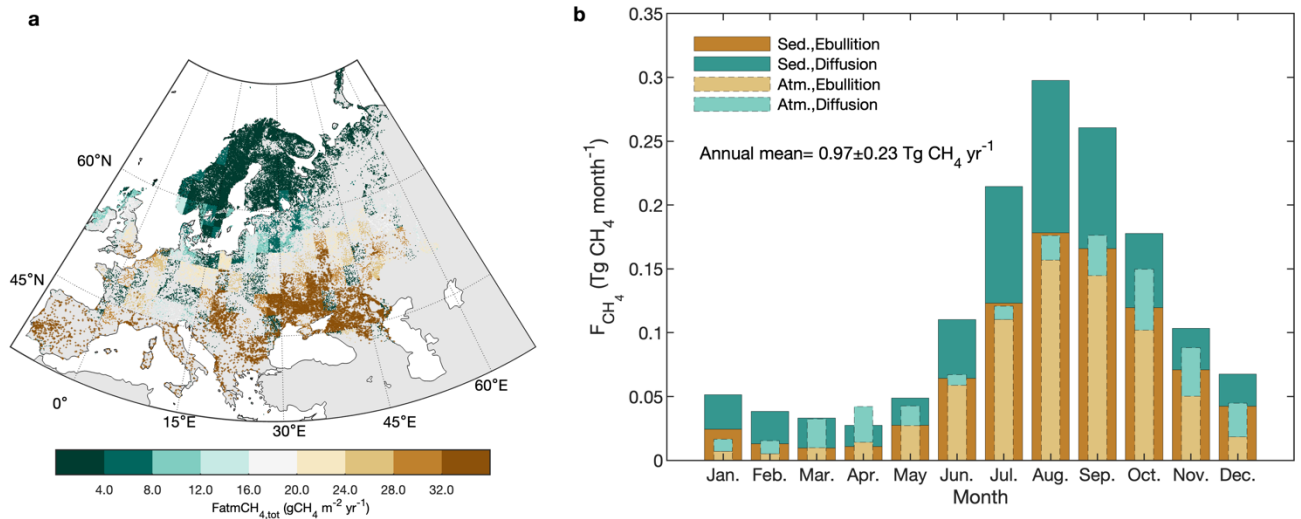 a
60°N
45°N
0°
15°E
30°E
45°E
60°E
4.0 8.0 12.0 16.0 20.0 24.0 28.0 32.0
FatmCH4,tot (gCH4 m-2 yr-1)
b
0.35
0.3
0.25
0.2
0.15
0.1
0.05
0
F CH4 (Tg CH4 month-1)
Sed.,Ebullition
Sed.,Diffusion
Atm.,Ebullition
Atm.,Diffusion
Annual mean= 0.97±0.23 Tg CH4 yr-1
Jan. Feb. Mar. Apr. May Jun. Jul. Aug. Sep. Oct. Nov. Dec.
Month